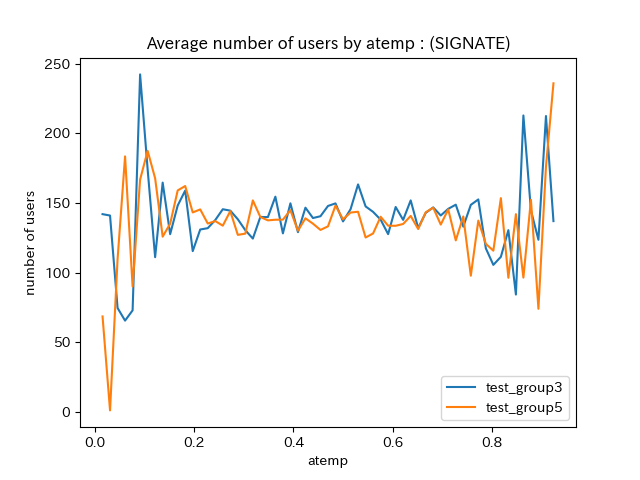 Average number of users by atemp : (SIGNATE)
250
200
150
100
50
0
number of users
0.0 0.2 0.4 0.6 0.8
atemp
test_group3
test_group5